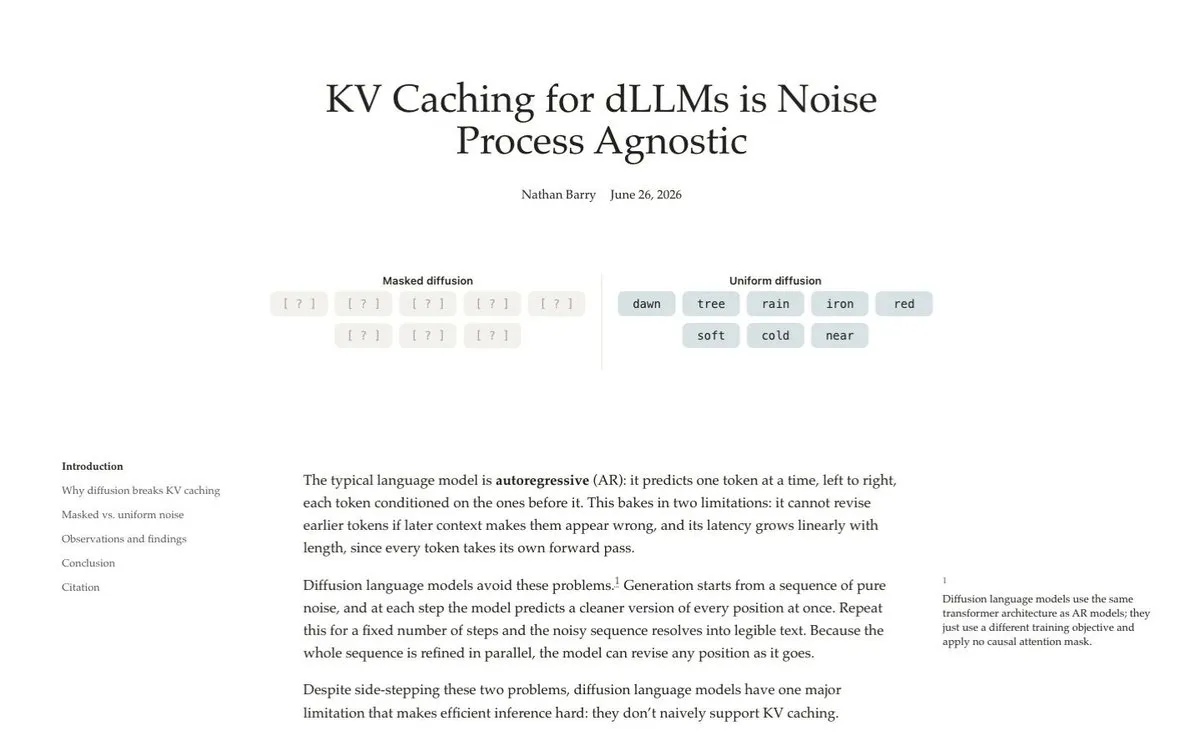 KV Caching for dLLMs is Noise
Process Agnostic
Nathan Barry June 26, 2026
Masked diffusion
[ ? ] [ ? ] [ ? ] [ ? ] [ ? ]
[ ? ] [ ? ] [ ? ]
Uniform diffusion
dawn tree rain iron red
soft cold near
Introduction
Why diffusion breaks KV caching
Masked vs. uniform noise
Observations and findings
Conclusion
Citation
The typical language model is autoregressive (AR): it predicts one token at a time, left to right,
each token conditioned on the ones before it. This bakes in two limitations: it cannot revise
earlier tokens if later context makes them appear wrong, and its latency grows linearly with
length, since every token takes its own forward pass.
Diffusion language models avoid these problems.1 Generation starts from a sequence of pure
noise, and at each step the model predicts a cleaner version of every position at once. Repeat
this for a fixed number of steps and the noisy sequence resolves into legible text. Because the
whole sequence is refined in parallel, the model can revise any position as it goes.
Despite side-stepping these two problems, diffusion language models have one major
limitation that makes efficient inference hard: they don’t naively support KV caching.
1
Diffusion language models use the same
transformer architecture as AR models; they
just use a different training objective and
apply no causal attention mask.